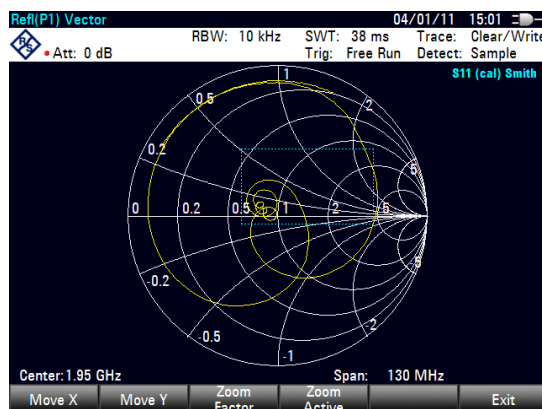 Refl(P1) Vector 04/01/11 15:01
RBW: 10 kHz SWT: 38 ms Trace: Clear/Write
Att: 0 dB Trig: Free Run Detect: Sample
S11 (cal) Smith
1
0.5 2
0.2 5
0 0.2 0.5 1 2 5
-0.2 -5
-0.5 -2
-1
Center: 1.95 GHz Span: 130 MHz
Move X Move Y Zoom Factor Zoom Active Exit